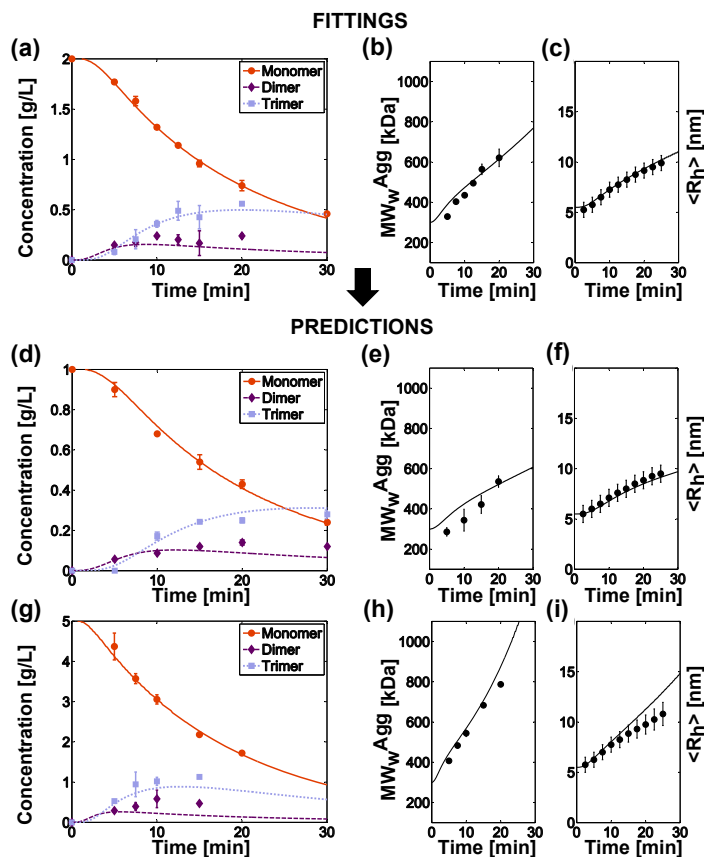 FITTINGS
(a)
Concentration [g/L]
2
1.5
1
0.5
0
0
10
20
30
Time [min]
Monomer
Dimer
Trimer
(b)
MWwAgg [kDa]
1000
800
600
400
200
0
10
20
30
Time [min]
(c)
<Rh> [nm]
20
15
10
5
0
0
10
20
30
Time [min]
PREDICTIONS
(d)
Concentration [g/L]
1
0.8
0.6
0.4
0.2
0
0
10
20
30
Time [min]
Monomer
Dimer
Trimer
(e)
MWwAgg [kDa]
1000
800
600
400
200
0
10
20
30
Time [min]
(f)
<Rh> [nm]
20
15
10
5
0
0
10
20
30
Time [min]
(g)
Concentration [g/L]
5
4
3
2
1
0
0
10
20
30
Time [min]
Monomer
Dimer
Trimer
(h)
MWwAgg [kDa]
1000
800
600
400
200
0
10
20
30
Time [min]
(i)
<Rh> [nm]
20
15
10
5
0
0
10
20
30
Time [min]